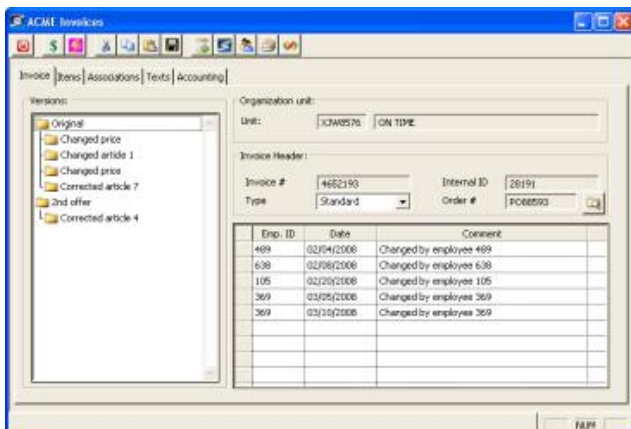 ACME Invoices
Invoice Items Associations Texts Accounting
Versions:
Original
Changed price
Changed article 1
Changed price
Corrected article 7
2nd offer
Corrected article 4
Organization unit:
Unit: XJW8576 ON TIME
Invoice Header:
Invoice # 4652193 Internal ID 28191
Type Standard Order # PO88593
Emp. ID Date Comment
489 02/04/2008 Changed by employee 489
638 02/08/2008 Changed by employee 638
105 02/20/2008 Changed by employee 105
369 03/05/2008 Changed by employee 369
369 03/10/2008 Changed by employee 369
NUM